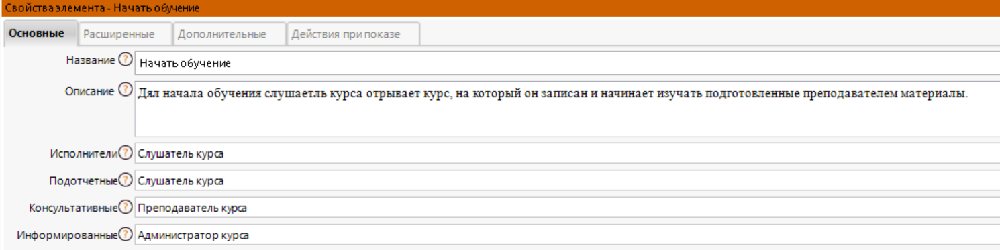 Свойства элемента - Начать обучение
Основные Расширенные Дополнительные Действия при показе
Название ? Начать обучение
Описание ? Дял начала обучения слушаетль курса отрывает курс, на который он записан и начинает изучать подготовленные преподавателем материалы.
Исполнители ? Слушатель курса
Подотчетные ? Слушатель курса
Консультативные ? Преподаватель курса
Информированные ? Администратор курса